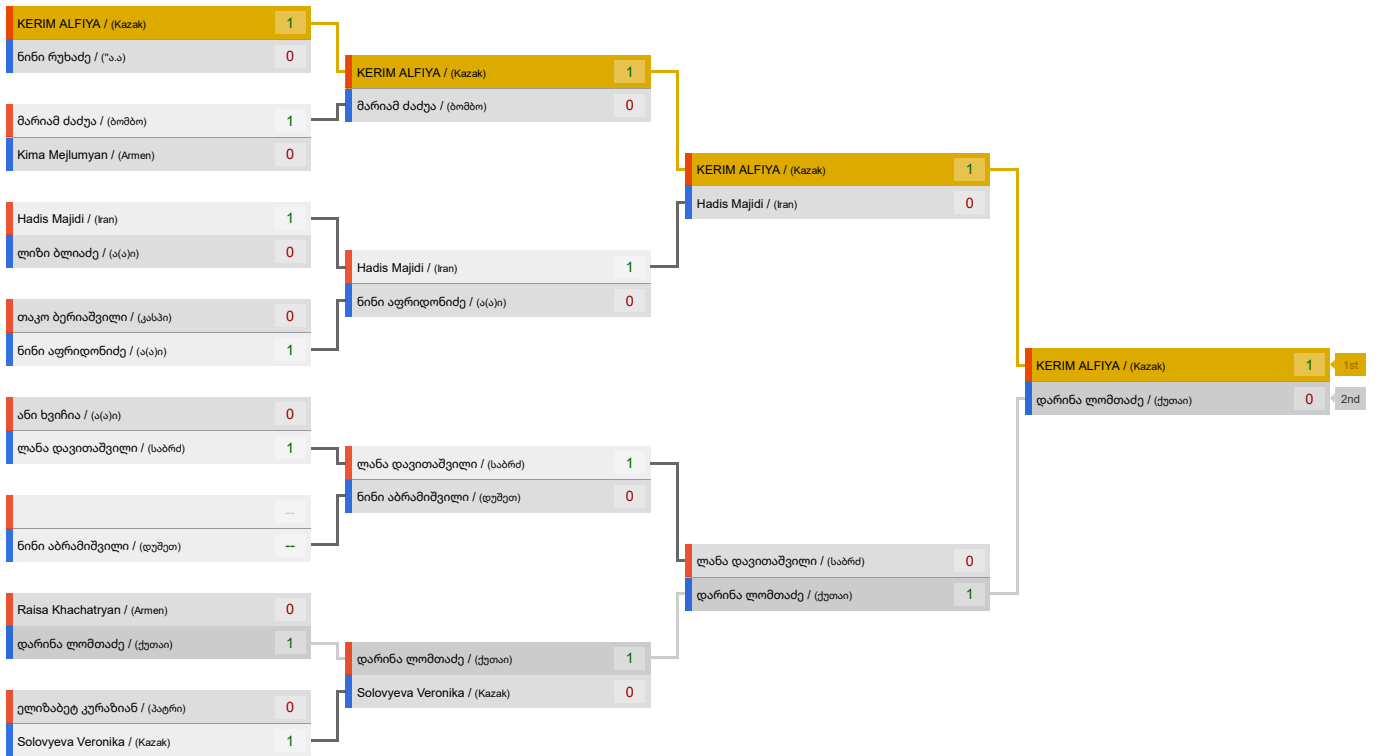 KERIM ALFIYA / (Kazak) 1
ნინი რუხაძე / ("ა.ა) 0
მარიამ ძაძუა / (ბომბო) 1
Kima Mejlumyan / (Armen) 0
Hadis Majidi / (Iran) 1
ლიზი ბლიაძე / (ა(ა)ი) 0
თაკო ბერიაშვილი / (კასპი) 0
ნინი აფრიდონიძე / (ა(ა)ი) 1
ანი ხვიჩია / (ა(ა)ი) 0
ლანა დავითაშვილი / (საბრძ) 1
--
ნინი აბრამიშვილი / (დუშეთ) --
Raisa Khachatryan / (Armen) 0
დარინა ლომთაძე / (ქუთაი) 1
ელიზაბეტ კურაზიან / (პატრი) 0
Solovyeva Veronika / (Kazak) 1
KERIM ALFIYA / (Kazak) 1
მარიამ ძაძუა / (ბომბო) 0
Hadis Majidi / (Iran) 1
ნინი აფრიდონიძე / (ა(ა)ი) 0
ლანა დავითაშვილი / (საბრძ) 1
ნინი აბრამიშვილი / (დუშეთ) 0
დარინა ლომთაძე / (ქუთაი) 1
Solovyeva Veronika / (Kazak) 0
KERIM ALFIYA / (Kazak) 1
Hadis Majidi / (Iran) 0
ლანა დავითაშვილი / (საბრძ) 0
დარინა ლომთაძე / (ქუთაი) 1
KERIM ALFIYA / (Kazak) 1 1st
დარინა ლომთაძე / (ქუთაი) 0 2nd